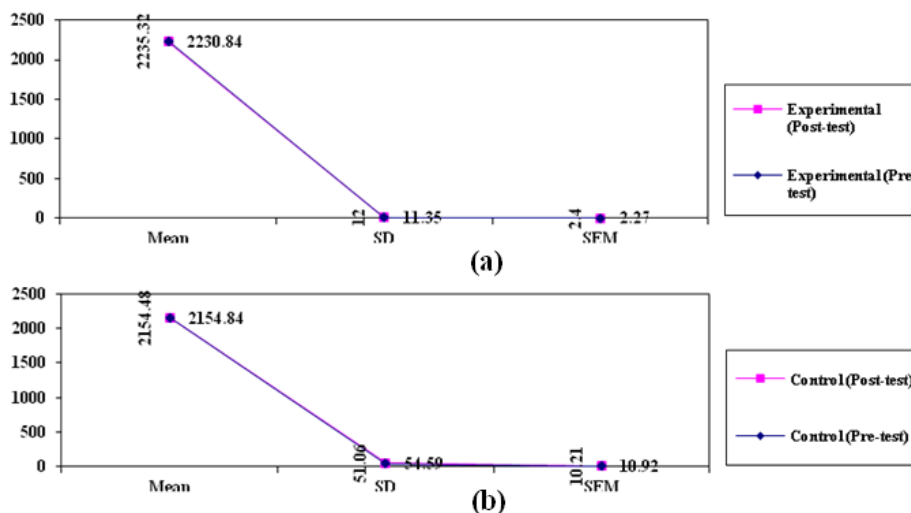 2500
2000
1500
1000
500
0
2235.32
2230.84
12
11.35
2.4
2.27
Mean
SD
SEM
Experimental
(Post-test)
Experimental (Pre-
test)
(a)
2500
2000
1500
1000
500
0
2154.48
2154.84
51.06
54.59
10.21
10.92
Mean
SD
SEM
Control (Post-test)
Control (Pre-test)
(b)